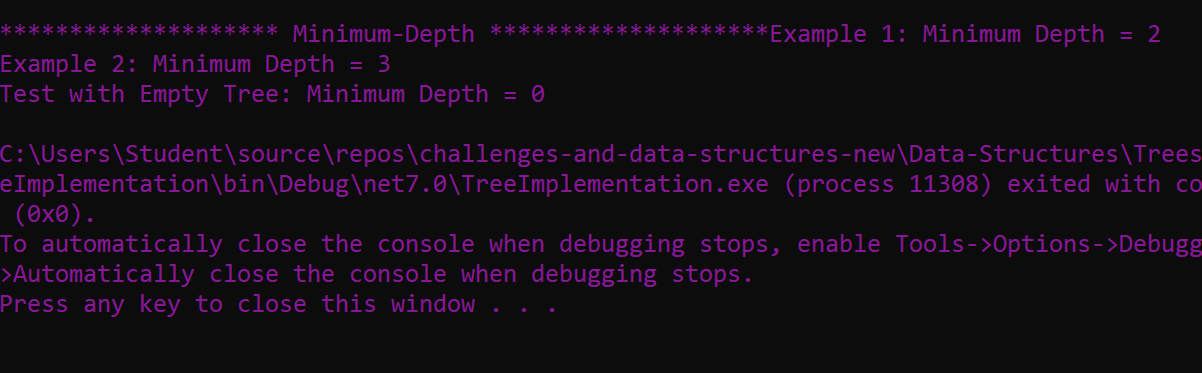 ******************** Minimum-Depth ********************Example 1: Minimum Depth = 2
Example 2: Minimum Depth = 3
Test with Empty Tree: Minimum Depth = 0
C:\Users\Student\source\repos\challenges-and-data-structures-new\Data-Structures\Trees
eImplementation\bin\Debug\net7.0\TreeImplementation.exe (process 11308) exited with co
(0x0).
To automatically close the console when debugging stops, enable Tools->Options->Debugg
>Automatically close the console when debugging stops.
Press any key to close this window . . .